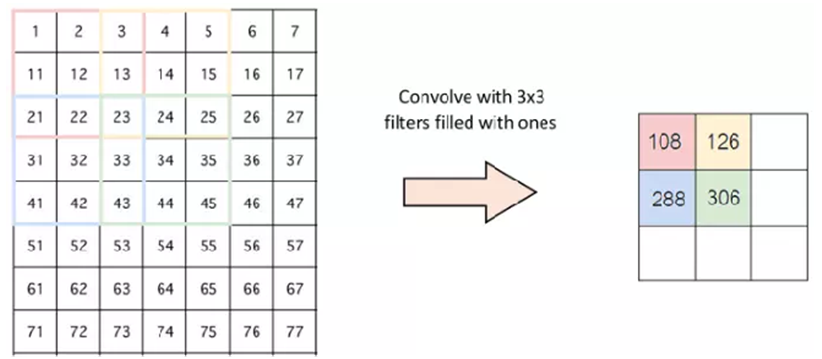 1 2 3 4 5 6 7
11 12 13 14 15 16 17
21 22 23 24 25 26 27
31 32 33 34 35 36 37
41 42 43 44 45 46 47
51 52 53 54 55 56 57
61 62 63 64 65 66 67
71 72 73 74 75 76 77
Convolve with 3x3
filters filled with ones
108 126
288 306